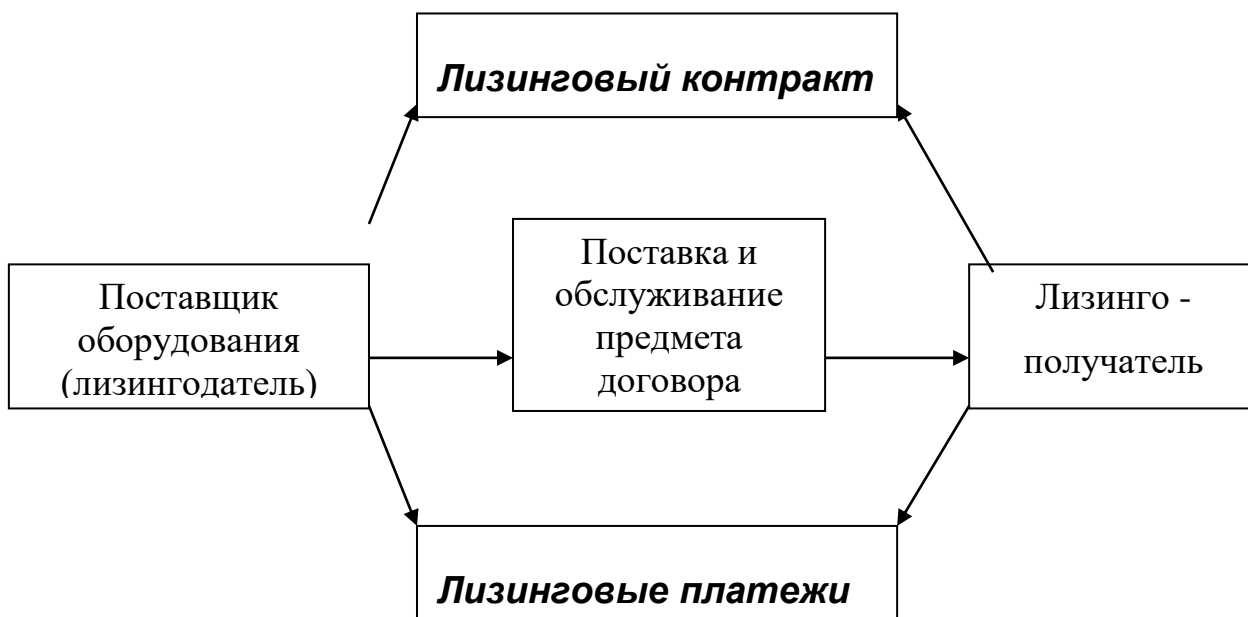 Лизинговый контракт
Поставщик
оборудования
(лизингодатель)
Поставка и
обслуживание
предмета
договора
Лизинго -
получатель
Лизинговые платежи